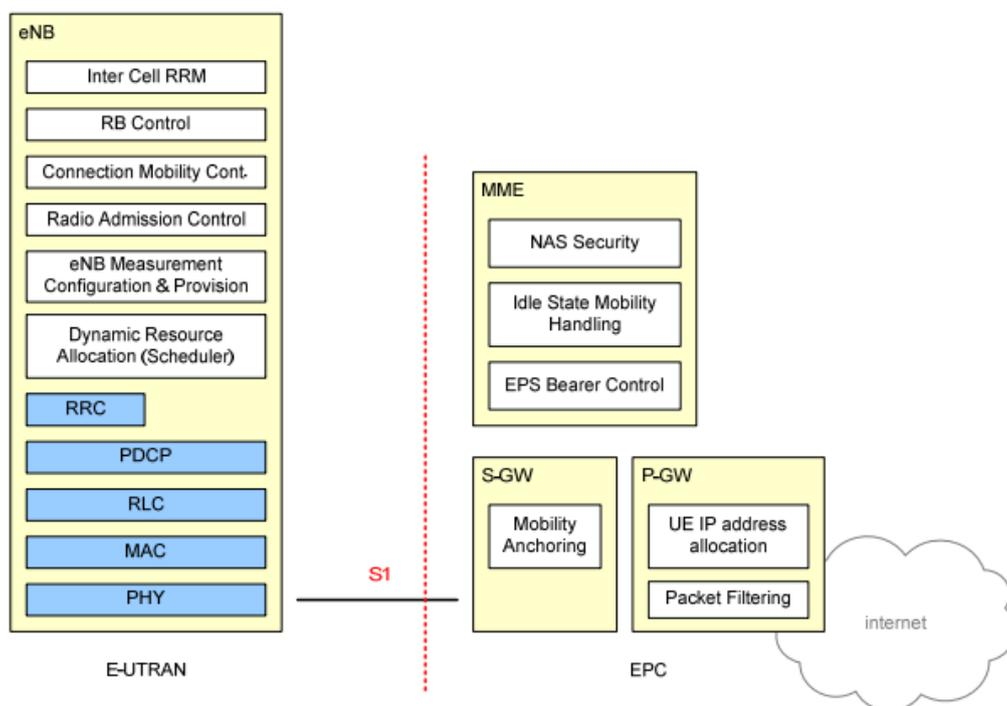 eNB
Inter Cell RRM
RB Control
Connection Mobility Cont.
Radio Admission Control
eNB Measurement
Configuration & Provision
Dynamic Resource
Allocation (Scheduler)
RRC
PDCP
RLC
MAC
PHY
S1
MME
NAS Security
Idle State Mobility
Handling
EPS Bearer Control
S-GW
Mobility
Anchoring
P-GW
UE IP address
allocation
Packet Filtering
internet
E-UTRAN
EPC